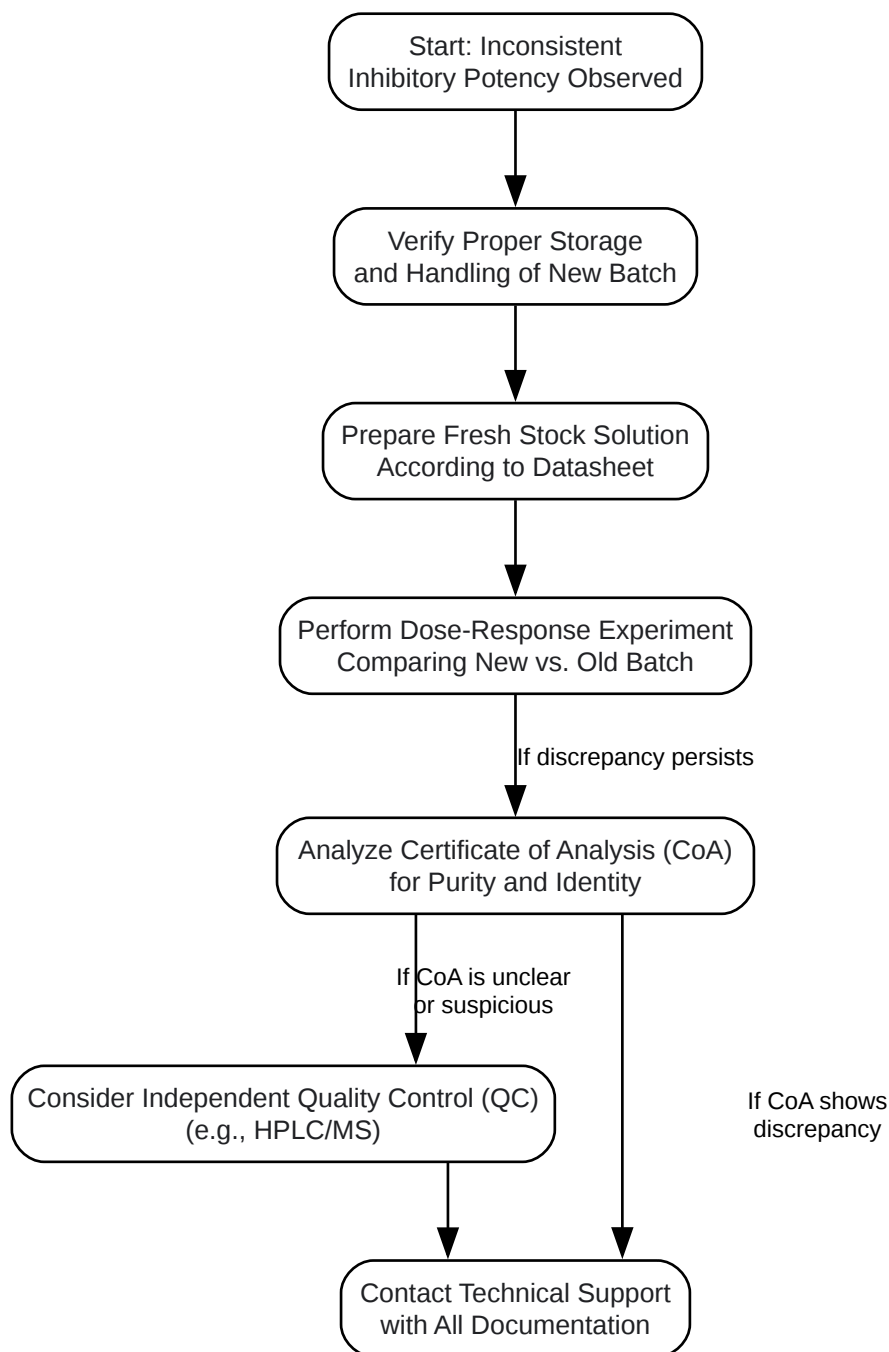 Start: Inconsistent
Inhibitory Potency Observed
Verify Proper Storage
and Handling of New Batch
Prepare Fresh Stock Solution
According to Datasheet
Perform Dose-Response Experiment
Comparing New vs. Old Batch
If discrepancy persists
Analyze Certificate of Analysis (CoA)
for Purity and Identity
If CoA is unclear
or suspicious
Consider Independent Quality Control (QC)
(e.g., HPLC/MS)
If CoA shows
discrepancy
Contact Technical Support
with All Documentation